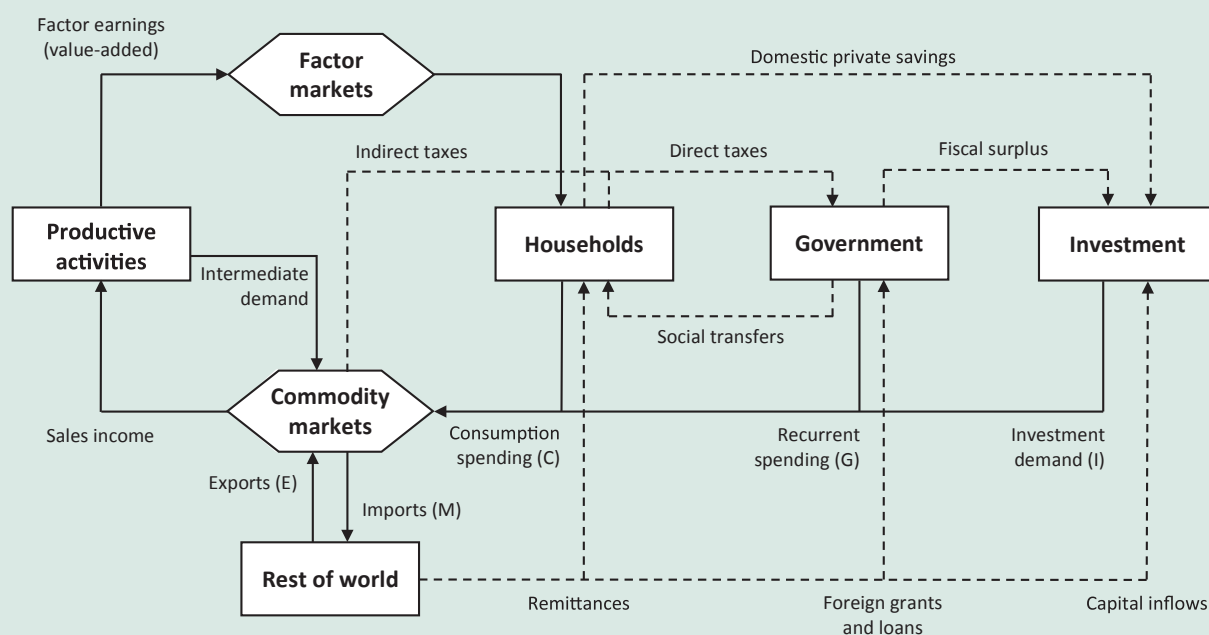 Factor earnings
(value-added)
Factor
markets
Domestic private savings
Indirect taxes
Direct taxes
Fiscal surplus
Productive
activities
Households
Government
Investment
Intermediate
demand
Social transfers
Commodity
markets
Sales income
Consumption
spending (C)
Recurrent
spending (G)
Investment
demand (I)
Exports (E)
Imports (M)
Rest of world
Remittances
Foreign grants
and loans
Capital inflows